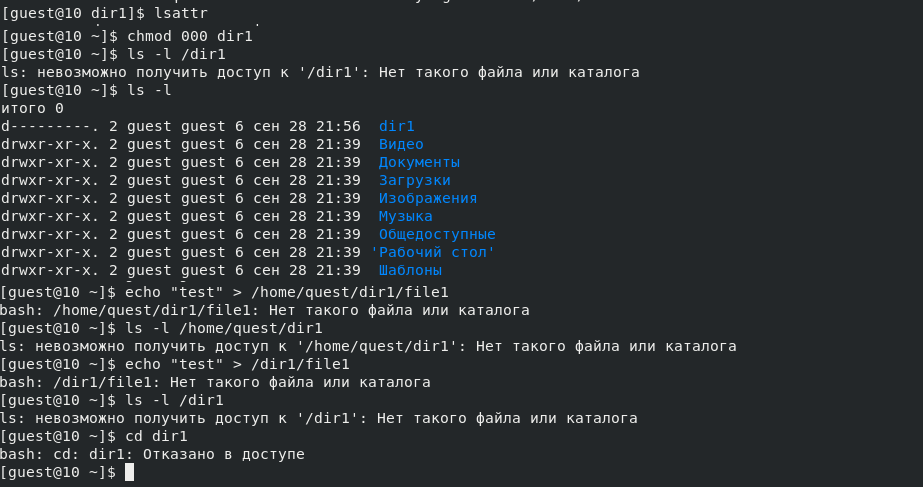 [guest@10 dir1]$ lsattr
[guest@10 ~]$ chmod 000 dir1
[guest@10 ~]$ ls -l /dir1
ls: невозможно получить доступ к '/dir1': Нет такого файла или каталога
[guest@10 ~]$ ls -l
итого 0
d---------. 2 guest guest 6 сен 28 21:56  dir1
drwxr-xr-x. 2 guest guest 6 сен 28 21:39  Видео
drwxr-xr-x. 2 guest guest 6 сен 28 21:39  Документы
drwxr-xr-x. 2 guest guest 6 сен 28 21:39  Загрузки
drwxr-xr-x. 2 guest guest 6 сен 28 21:39  Изображения
drwxr-xr-x. 2 guest guest 6 сен 28 21:39  Музыка
drwxr-xr-x. 2 guest guest 6 сен 28 21:39  Общедоступные
drwxr-xr-x. 2 guest guest 6 сен 28 21:39 'Рабочий стол'
drwxr-xr-x. 2 guest guest 6 сен 28 21:39  Шаблоны
[guest@10 ~]$ echo "test" > /home/quest/dir1/file1
bash: /home/quest/dir1/file1: Нет такого файла или каталога
[guest@10 ~]$ ls -l /home/quest/dir1
ls: невозможно получить доступ к '/home/quest/dir1': Нет такого файла или каталога
[guest@10 ~]$ echo "test" > /dir1/file1
bash: /dir1/file1: Нет такого файла или каталога
[guest@10 ~]$ ls -l /dir1
ls: невозможно получить доступ к '/dir1': Нет такого файла или каталога
[guest@10 ~]$ cd dir1
bash: cd: dir1: Отказано в доступе
[guest@10 ~]$